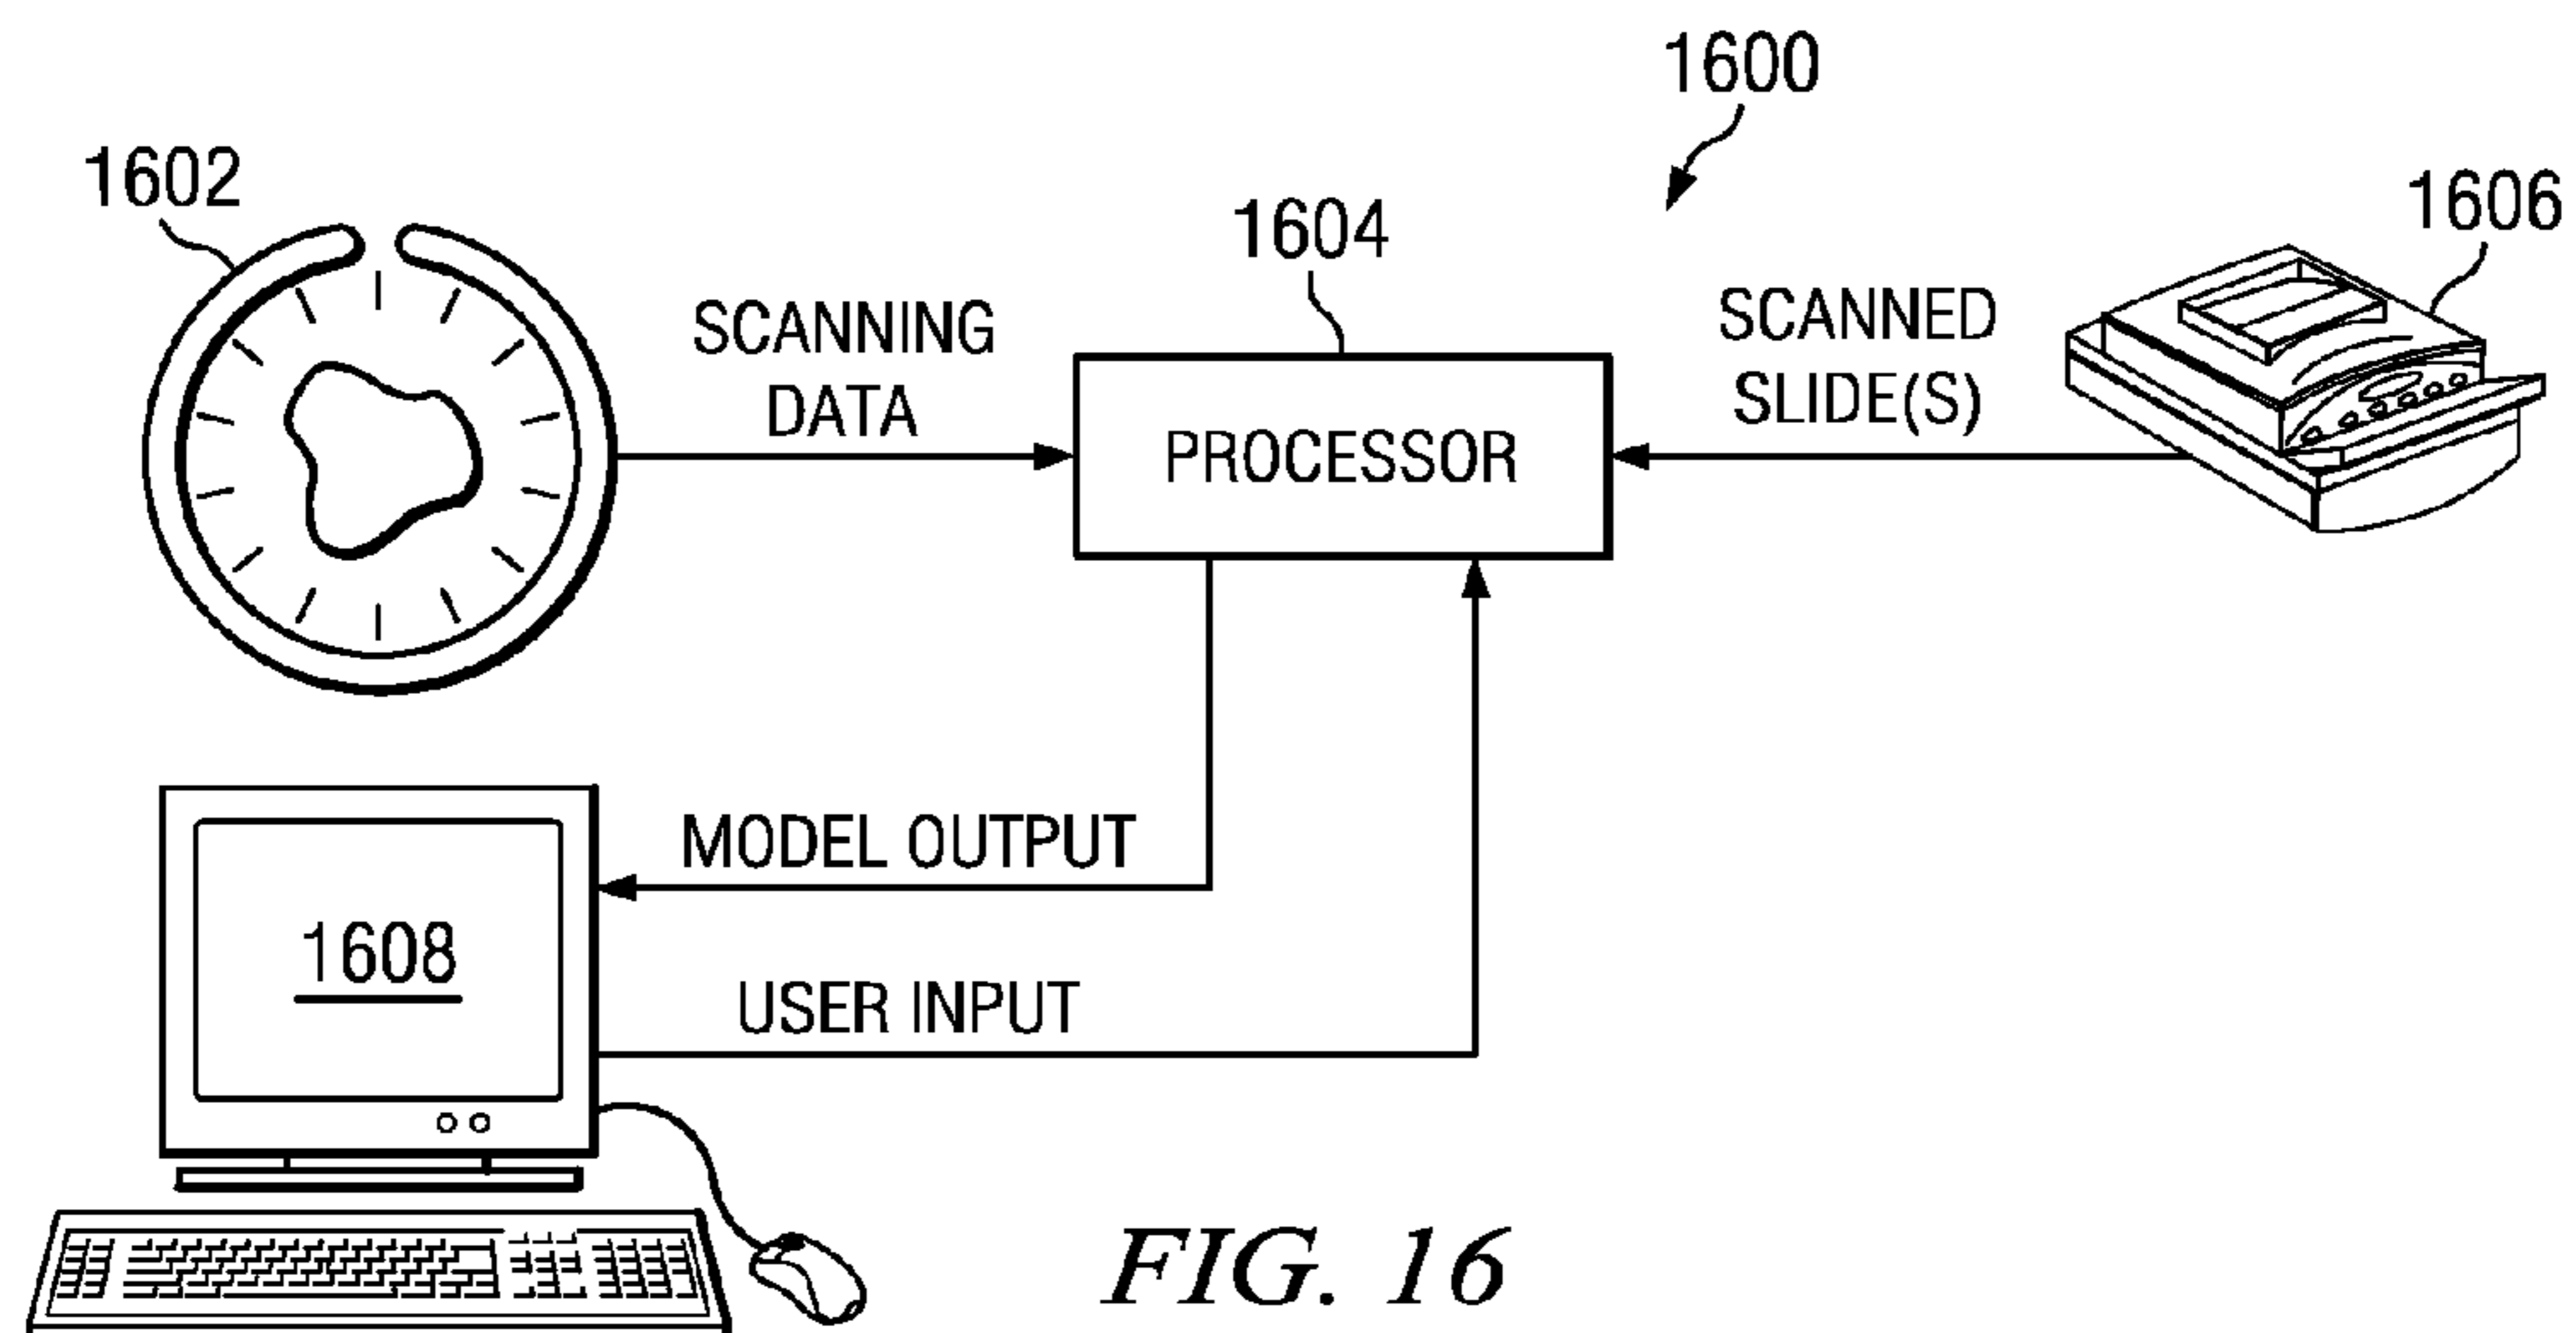 1600
1602
1604
1606
SCANNING
DATA
PROCESSOR
SCANNED
SLIDE(S)
MODEL OUTPUT
1608
USER INPUT
FIG. 16